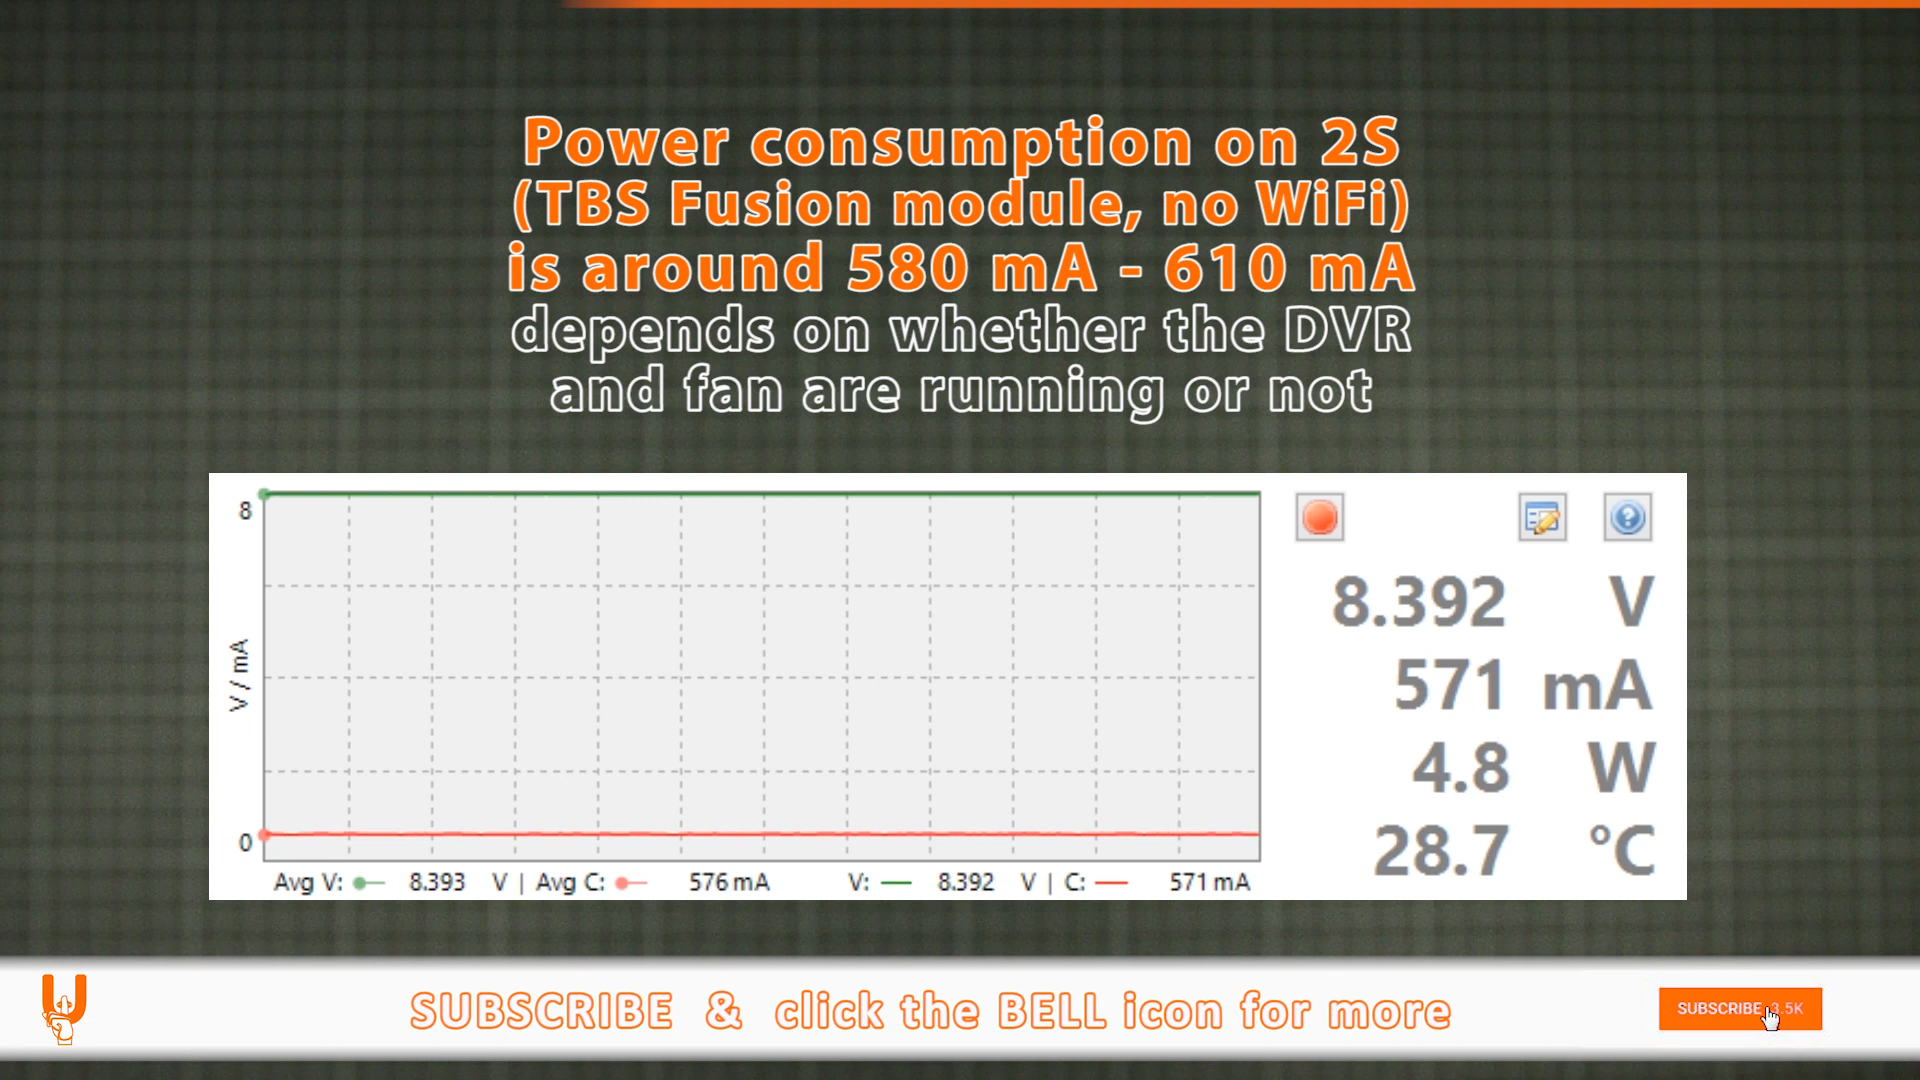 Power consumption on 2S
(TBS Fusion module, no WiFi)
is around 580 mA - 610 mA
depends on whether the DVR
and fan are running or not
8
V / mA
0
8.392 V
571 mA
4.8 W
28.7 °C
Avg V: 8.393 V | Avg C: 576 mA V: 8.392 V | C: 571 mA
SUBSCRIBE & click the BELL icon for more
SUBSCRIBE 3.5K